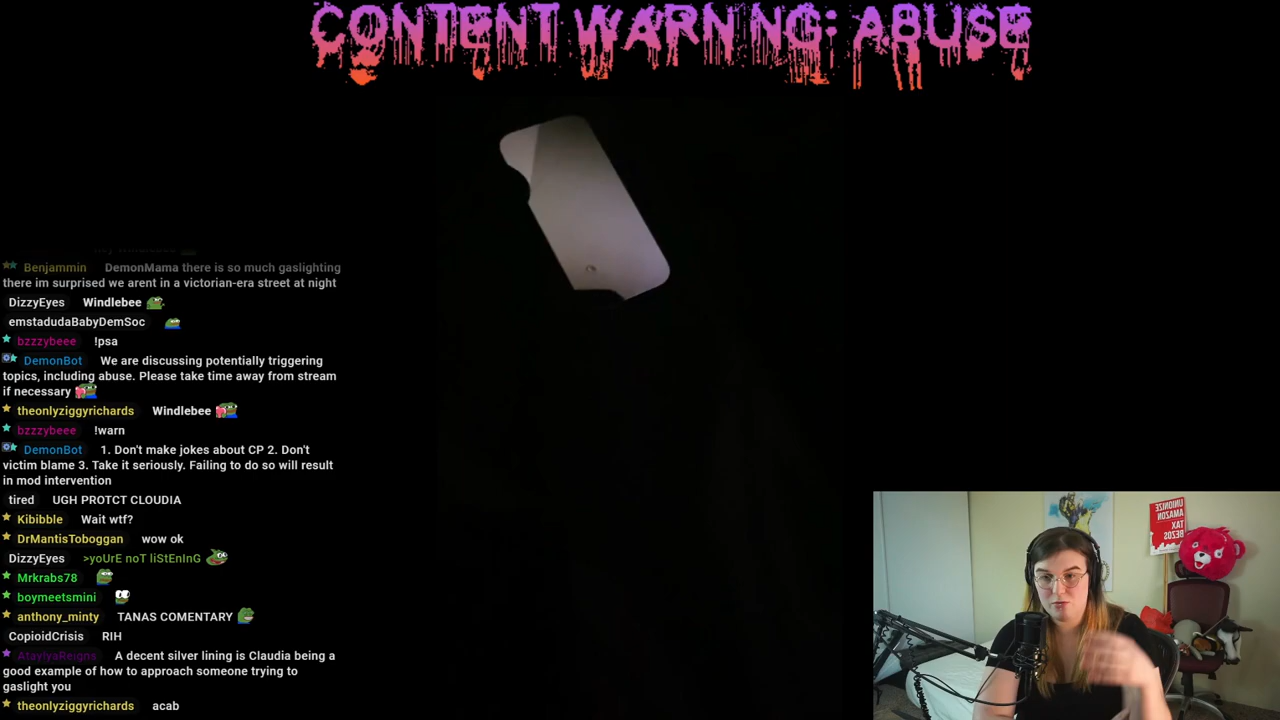 CONTENT WARNING: ABUSE
Benjammin DemonMama there is so much gaslighting
there im surprised we arent in a victorian-era street at night
DizzyEyes Windlebee
emstadudaBabyDemSoc
bzzzybeee !psa
DemonBot We are discussing potentially triggering
topics, including abuse. Please take time away from stream
if necessary
theonlyziggyrichards Windlebee
bzzzybeee !warn
DemonBot 1. Don't make jokes about CP 2. Don't
victim blame 3. Take it seriously. Failing to do so will result
in mod intervention
tired UGH PROTCT CLOUDIA
Kibibble Wait wtf?
DrMantisToboggan wow ok
DizzyEyes >yoUrE noT liStEnInG
Mrkrabs78
boymeetsmini
anthony_minty TANAS COMENTARY
CopioidCrisis RIH
AtaylyaReigns A decent silver lining is Claudia being a
good example of how to approach someone trying to
gaslight you
theonlyziggyrichards acab
UNIONIZE
AMAZON
TAX
BEZOS